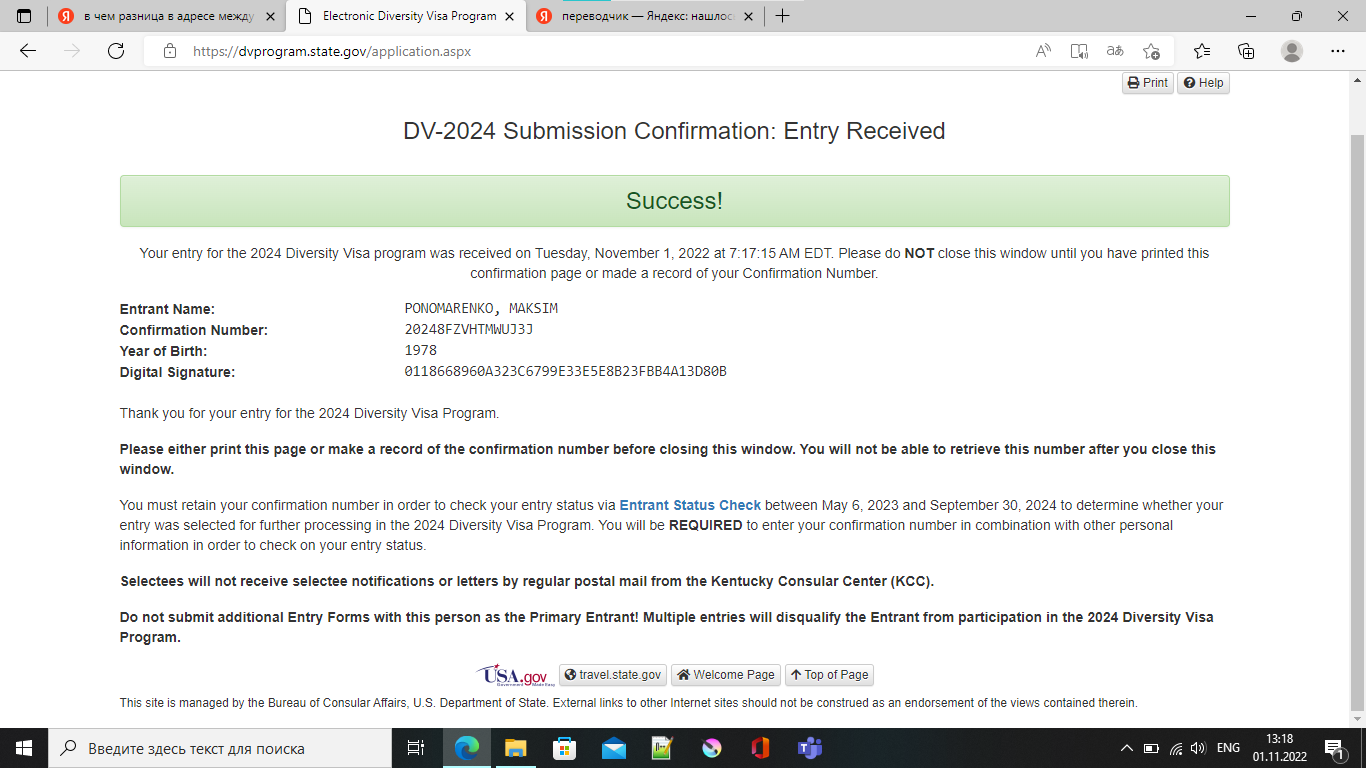 в чем разница в адресе между
Electronic Diversity Visa Program
переводчик — Яндекс: нашлос
https://dvprogram.state.gov/application.aspx
Print Help
DV-2024 Submission Confirmation: Entry Received
Success!
Your entry for the 2024 Diversity Visa program was received on Tuesday, November 1, 2022 at 7:17:15 AM EDT. Please do NOT close this window until you have printed this
confirmation page or made a record of your Confirmation Number.
Entrant Name: PONOMARENKO, MAKSIM
Confirmation Number: 20248FZVHTMWUJ3J
Year of Birth: 1978
Digital Signature: 0118668960A323C6799E33E5E8B23FBB4A13D80B
Thank you for your entry for the 2024 Diversity Visa Program.
Please either print this page or make a record of the confirmation number before closing this window. You will not be able to retrieve this number after you close this
window.
You must retain your confirmation number in order to check your entry status via Entrant Status Check between May 6, 2023 and September 30, 2024 to determine whether your
entry was selected for further processing in the 2024 Diversity Visa Program. You will be REQUIRED to enter your confirmation number in combination with other personal
information in order to check on your entry status.
Selectees will not receive selectee notifications or letters by regular postal mail from the Kentucky Consular Center (KCC).
Do not submit additional Entry Forms with this person as the Primary Entrant! Multiple entries will disqualify the Entrant from participation in the 2024 Diversity Visa
Program.
USA.gov travel.state.gov Welcome Page Top of Page
This site is managed by the Bureau of Consular Affairs, U.S. Department of State. External links to other Internet sites should not be construed as an endorsement of the views contained therein.
Введите здесь текст для поиска
ENG
13:18
01.11.2022
1